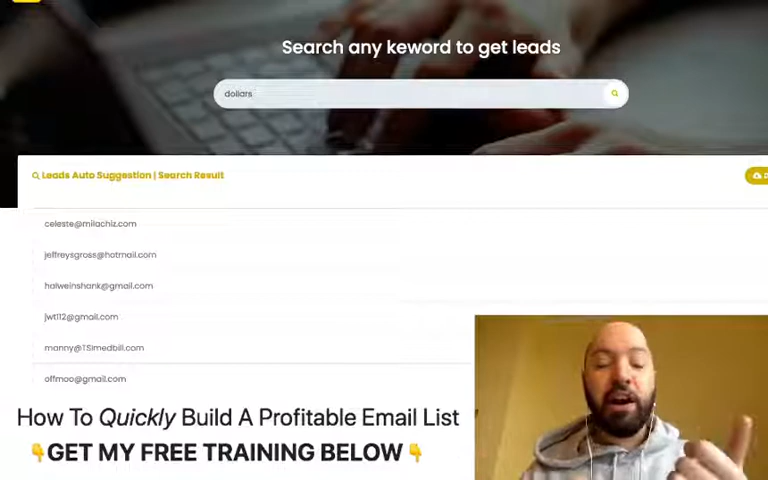 Search any keword to get leads
dollars
Leads Auto Suggestion | Search Result
celeste@milachiz.com
jeffreysgross@hotmail.com
halweinshank@gmail.com
jwt112@gmail.com
manny@TSImedbill.com
offmoo@gmail.com
How To Quickly Build A Profitable Email List
👇GET MY FREE TRAINING BELOW👇